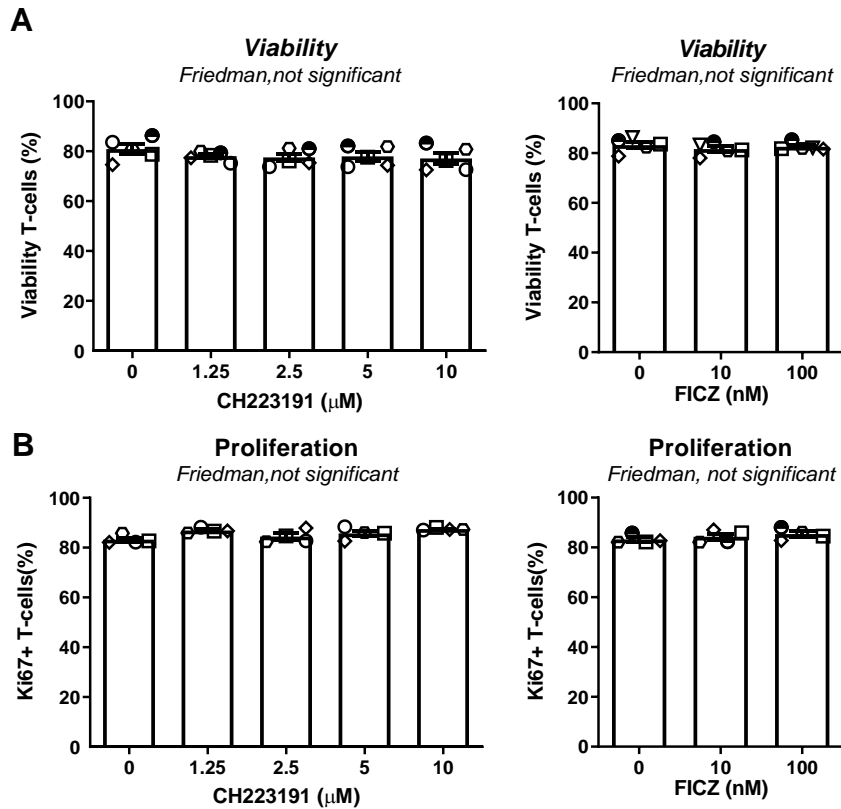 A
Viability
Friedman,not significant
Viability T-cells (%)
100
80
60
40
20
0
0 1.25 2.5 5 10
CH223191 (μM)
Viability
Friedman,not significant
Viability T-cells (%)
100
80
60
40
20
0
0 10 100
FICZ (nM)
B
Proliferation
Friedman,not significant
Ki67+ T-cells(%)
100
80
60
40
20
0
0 1.25 2.5 5 10
CH223191 (μM)
Proliferation
Friedman, not significant
Ki67+ T-cells(%)
100
80
60
40
20
0
0 10 100
FICZ (nM)